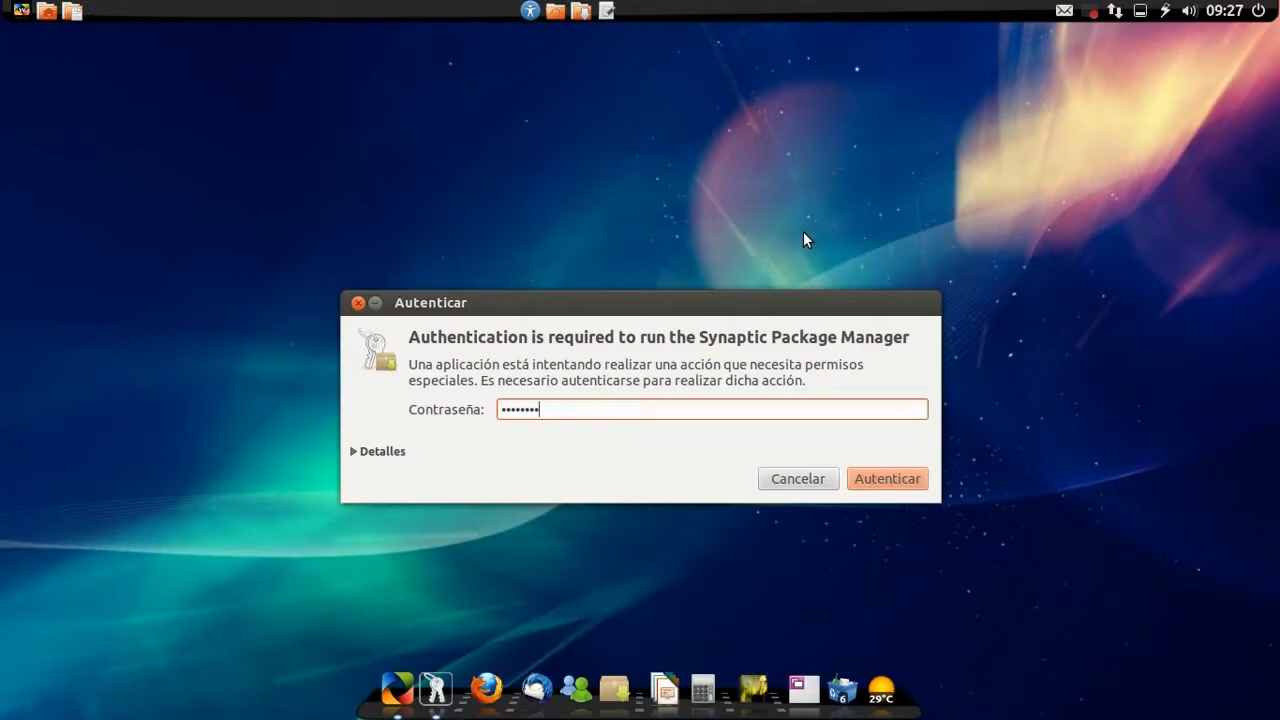 09:27
Autenticar
Authentication is required to run the Synaptic Package Manager
Una aplicación está intentando realizar una acción que necesita permisos
especiales. Es necesario autenticarse para realizar dicha acción.
Contraseña: ••••••••
Detalles
Cancelar Autenticar
6
29°C